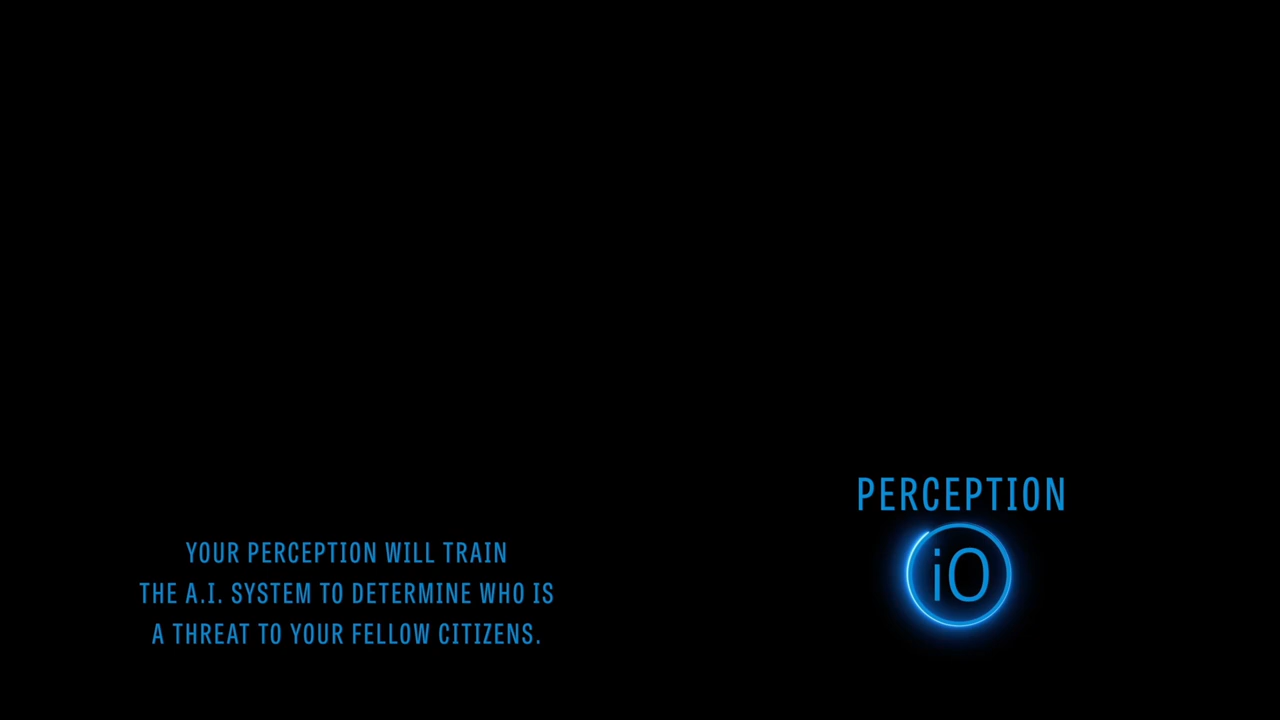 PERCEPTION
iO
YOUR PERCEPTION WILL TRAIN
THE A.I. SYSTEM TO DETERMINE WHO IS
A THREAT TO YOUR FELLOW CITIZENS.